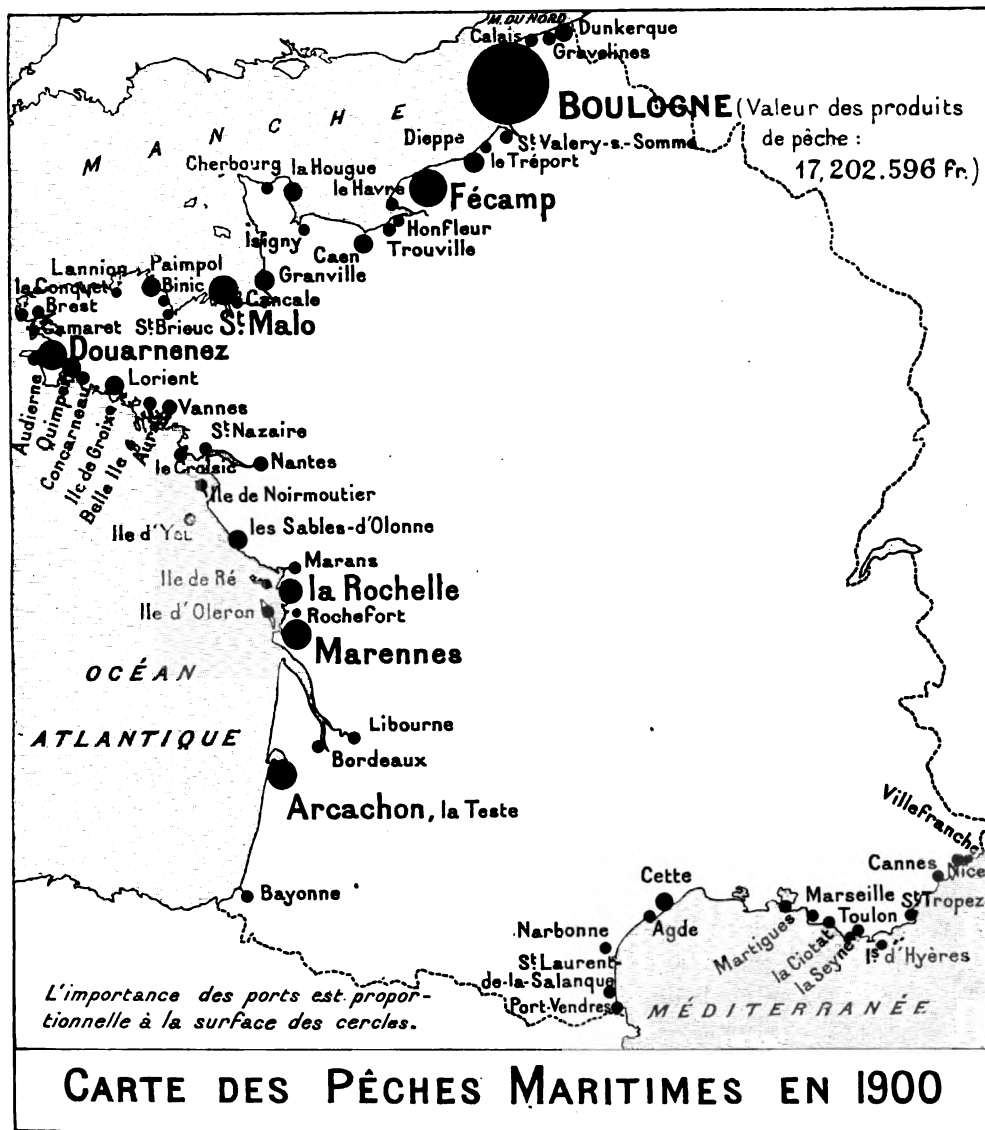 M. DU NORD
Dunkerque
Calais
Gravelines
BOULOGNE (Valeur des produits
de pêche :
17,202.596 fr.)
MANCHE
Dieppe
St Valery-s.-Somme
le Tréport
Cherbourg
la Hougue
le Havre
Fécamp
Isigny
Honfleur
Caen
Trouville
Lannion
Paimpol
Granville
le Conquet
Binic
Brest
Cancale
Camaret
St Brieuc
St. Malo
Douarnenez
Lorient
Audierne
Quimper
Concarneau
Ile de Groix
Belle Ile
Vannes
St. Nazaire
le Croisic
Nantes
Ile de Noirmoutier
Ile d'Yeu
les Sables-d'Olonne
Marans
Ile de Ré
la Rochelle
Ile d'Oleron
Rochefort
Marennes
OCÉAN
ATLANTIQUE
Libourne
Bordeaux
Arcachon, la Teste
Villefranche
Bayonne
Cette
Cannes
Nice
Marseille
St. Tropez
Agde
Martigues
Toulon
Narbonne
la Ciotat
la Seyne
Is. d'Hyères
St. Laurent-
de-la-Salanque
Port-Vendres
MÉDITERRANÉE
L'importance des ports est propor-
tionnelle à la surface des cercles.
CARTE DES PÊCHES MARITIMES EN 1900